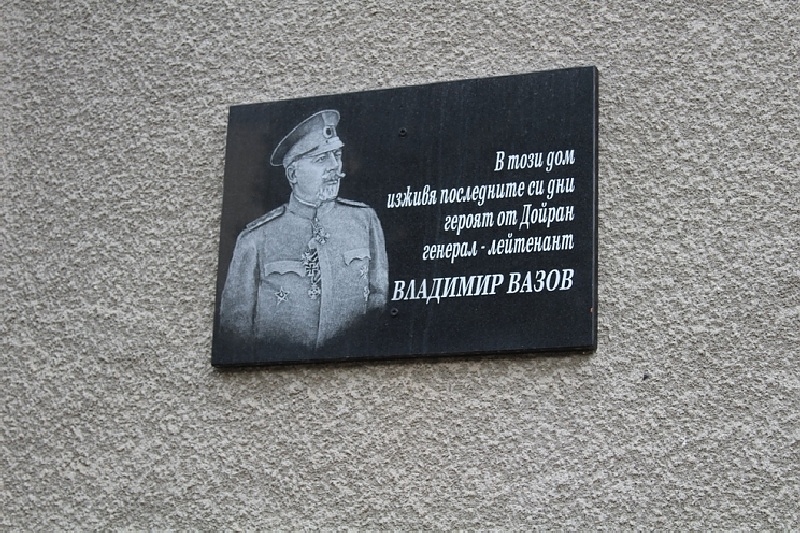 В този дом
изживя последните си дни
героят от Дойран
генерал - лейтенант
ВЛАДИМИР ВАЗОВ